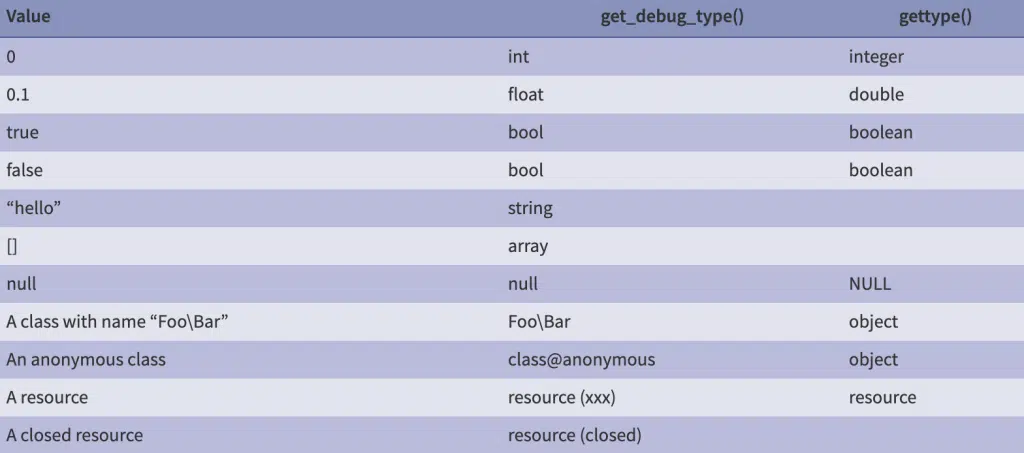 Value get_debug_type() gettype()
0 int integer
0.1 float double
true bool boolean
false bool boolean
“hello” string
[] array
null null NULL
A class with name “Foo\Bar” Foo\Bar object
An anonymous class class@anonymous object
A resource resource (xxx) resource
A closed resource resource (closed)